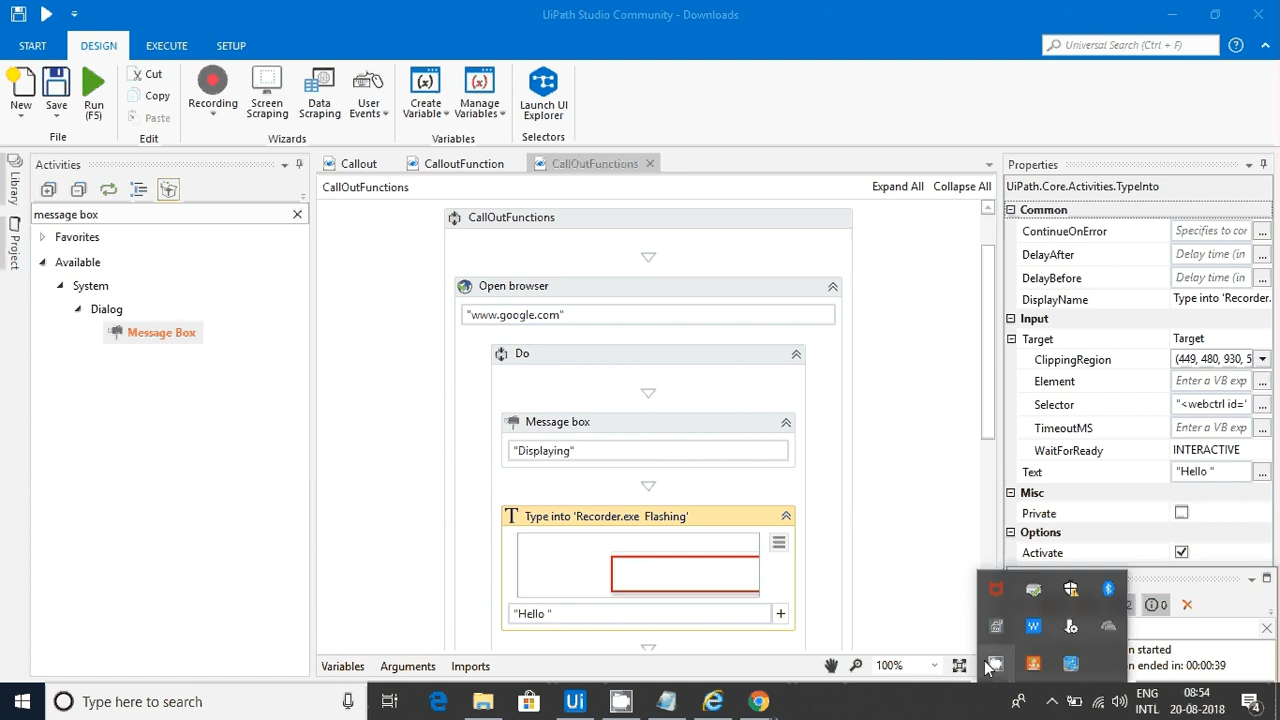 UiPath Studio Community - Downloads
START DESIGN EXECUTE SETUP
Universal Search (Ctrl + F)
New Save Run (F5)
Cut
Copy
Paste
Recording Screen Scraping Data Scraping User Events
Create Variable Manage Variables
Launch UI Explorer
File Edit Wizards Variables Selectors
Library
Project
Activities
message box
Favorites
Available
System
Dialog
Message Box
Callout CalloutFunction CallOutFunctions
CallOutFunctions Expand All Collapse All
CallOutFunctions
Open browser
"www.google.com"
Do
Message box
"Displaying"
Type into 'Recorder.exe Flashing'
"Hello "
Variables Arguments Imports 100%
Properties
UiPath.Core.Activities.TypeInto
Common
ContinueOnError Specifies to cor ...
DelayAfter Delay time (in ...
DelayBefore Delay time (in ...
DisplayName Type into 'Recorder.
Input
Target Target
ClippingRegion (449, 480, 930, 5
Element Enter a VB exp ...
Selector "<webctrl id=' ...
TimeoutMS Enter a VB exp ...
WaitForReady INTERACTIVE
Text "Hello " ...
Misc
Private
Options
Activate
2 0
n started
n ended in: 00:00:39
Type here to search
Ui
ENG
INTL
08:54
20-08-2018
4